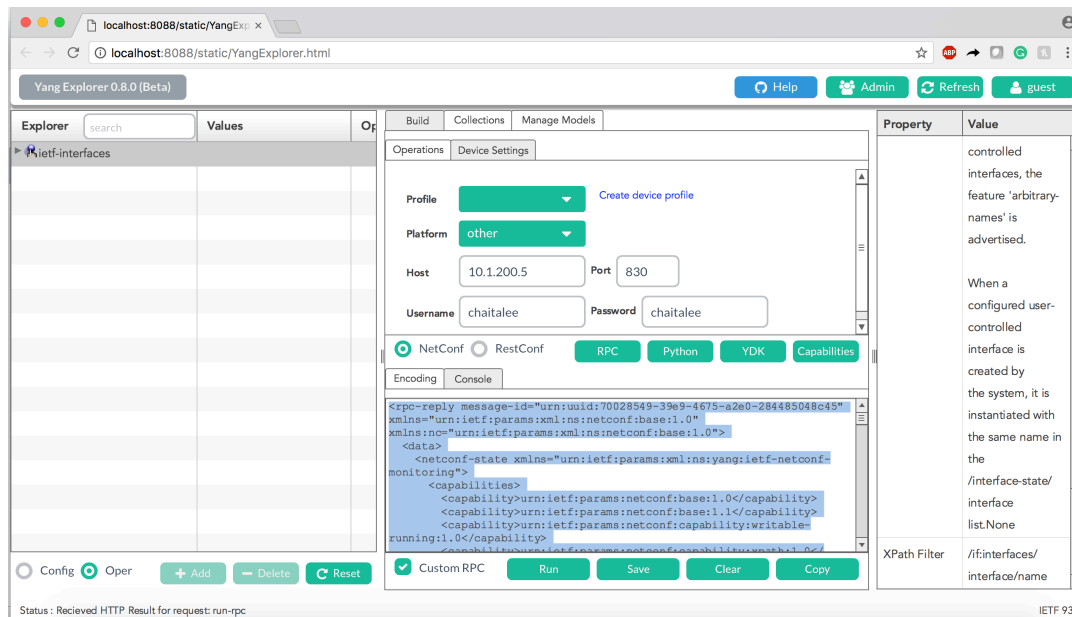 localhost:8088/static/YangExp
localhost:8088/static/YangExplorer.html
ABP
Yang Explorer 0.8.0 (Beta)
Help
Admin
Refresh
guest
Explorer
search
Values
Op
ietf-interfaces
Build
Collections
Manage Models
Operations
Device Settings
Profile
Create device profile
Platform
other
Host
10.1.200.5
Port
830
Username
chaitalee
Password
chaitalee
NetConf
RestConf
RPC
Python
YDK
Capabilities
Encoding
Console
<rpc-reply message-id="urn:uuid:70028549-39e9-4675-a2e0-284485048c45"
xmlns="urn:ietf:params:xml:ns:netconf:base:1.0"
xmlns:nc="urn:ietf:params:xml:ns:netconf:base:1.0">
<data>
<netconf-state xmlns="urn:ietf:params:xml:ns:yang:ietf-netconf-
monitoring">
<capabilities>
<capability>urn:ietf:params:netconf:base:1.0</capability>
<capability>urn:ietf:params:netconf:base:1.1</capability>
<capability>urn:ietf:params:netconf:capability:writable-
running:1.0</capability>
<capability>urn:ietf:params:netconf:capability:xpath:1.0</
Custom RPC
Run
Save
Clear
Copy
Property
Value
controlled
interfaces, the
feature 'arbitrary-
names' is
advertised.
When a
configured user-
controlled
interface is
created by
the system, it is
instantiated with
the same name in
the
/interface-state/
interface
list.None
XPath Filter
/if:interfaces/
interface/name
Config
Oper
Add
Delete
Reset
Status : Recieved HTTP Result for request: run-rpc
IETF 93